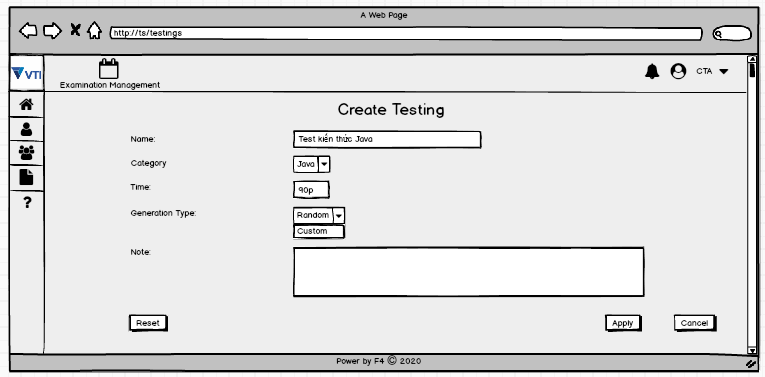 A Web Page
http://ts/testings
VTI
Examination Management
CTA
Create Testing
Name:
Test kiến thức Java
Category
Java
Time:
90p
Generation Type:
Random
Custom
Note:
?
Reset
Apply
Cancel
Power by F4 © 2020